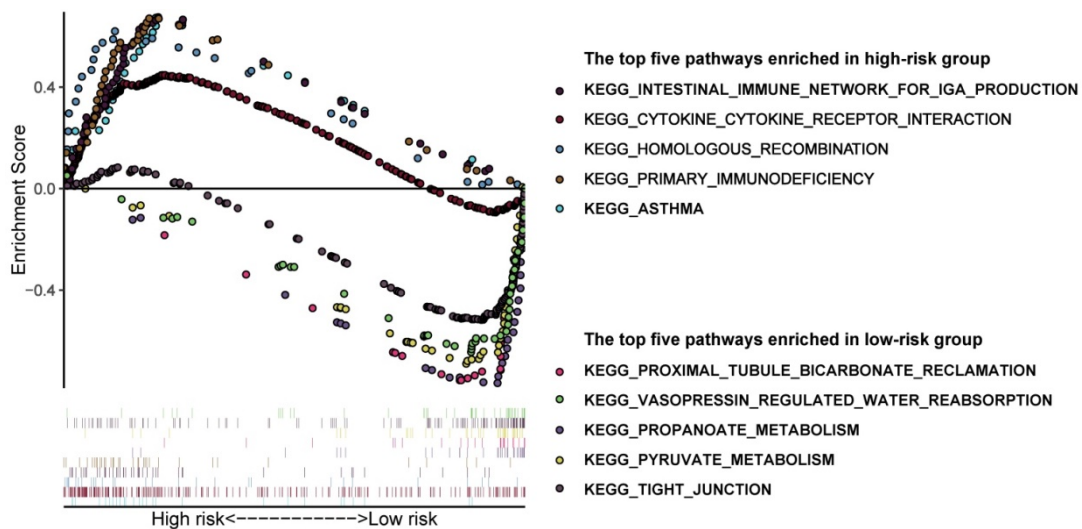 The top five pathways enriched in high-risk group
KEGG_INTESTINAL_IMMUNE_NETWORK_FOR_IGA_PRODUCTION
KEGG_CYTOKINE_CYTOKINE_RECEPTOR_INTERACTION
KEGG_HOMOLOGOUS_RECOMBINATION
KEGG_PRIMARY_IMMUNODEFICIENCY
KEGG_ASTHMA
Enrichment Score
0.4
0.0
−0.4
The top five pathways enriched in low-risk group
KEGG_PROXIMAL_TUBULE_BICARBONATE_RECLAMATION
KEGG_VASOPRESSIN_REGULATED_WATER_REABSORPTION
KEGG_PROPANOATE_METABOLISM
KEGG_PYRUVATE_METABOLISM
KEGG_TIGHT_JUNCTION
High risk<------------->Low risk